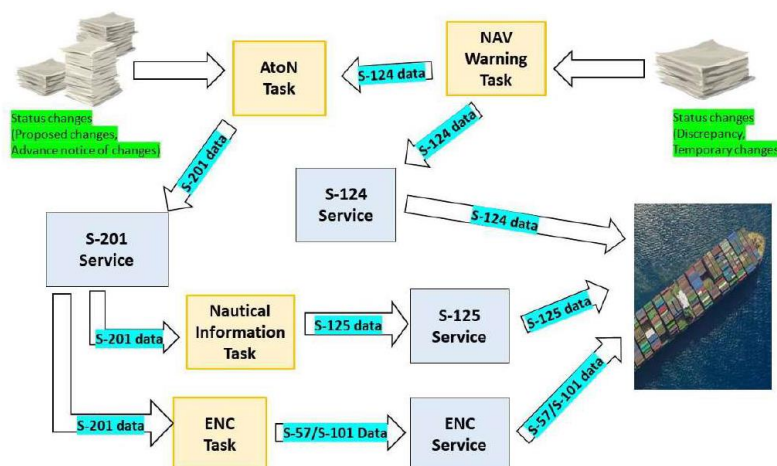 NAV
Warning
Task
AtoN
Task
S-124 data
Status changes
(Proposed changes,
Advance notice of changes)
Status changes
(Discrepancy,
Temporary changes
S-124 data
S-201 data
S-124
Service
S-124 data
S-201
Service
Nautical
Information
Task
S-125
Service
S-201 data
S-125 data
S-125 data
ENC
Task
ENC
Service
S-201 data
S-57/S-101 Data
S-57/S-101 data